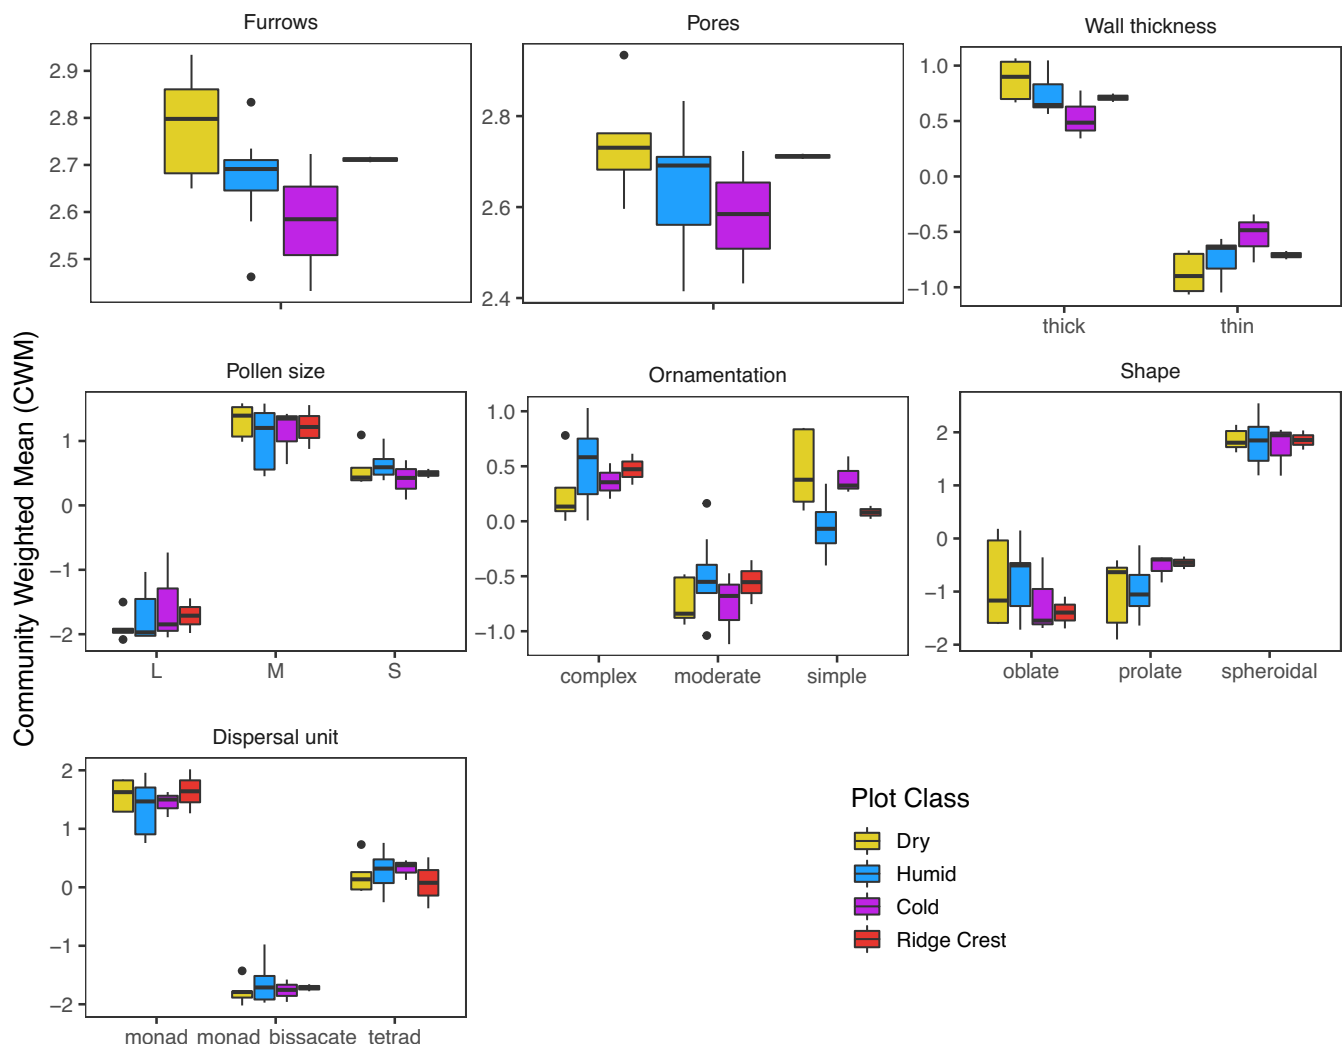 Furrows
Pores
Wall thickness
2.9
2.8
2.7
2.6
2.5
2.8
2.6
2.4
1.0
0.5
0.0
−0.5
−1.0
thick
thin
Community Weighted Mean (CWM)
Pollen size
Ornamentation
Shape
1
0
−1
−2
L
M
S
1.0
0.5
0.0
−0.5
−1.0
complex
moderate
simple
2
1
0
−1
−2
oblate
prolate
spheroidal
Dispersal unit
2
1
0
−1
−2
monad
monad_bissacate
tetrad
Plot Class
Dry
Humid
Cold
Ridge Crest